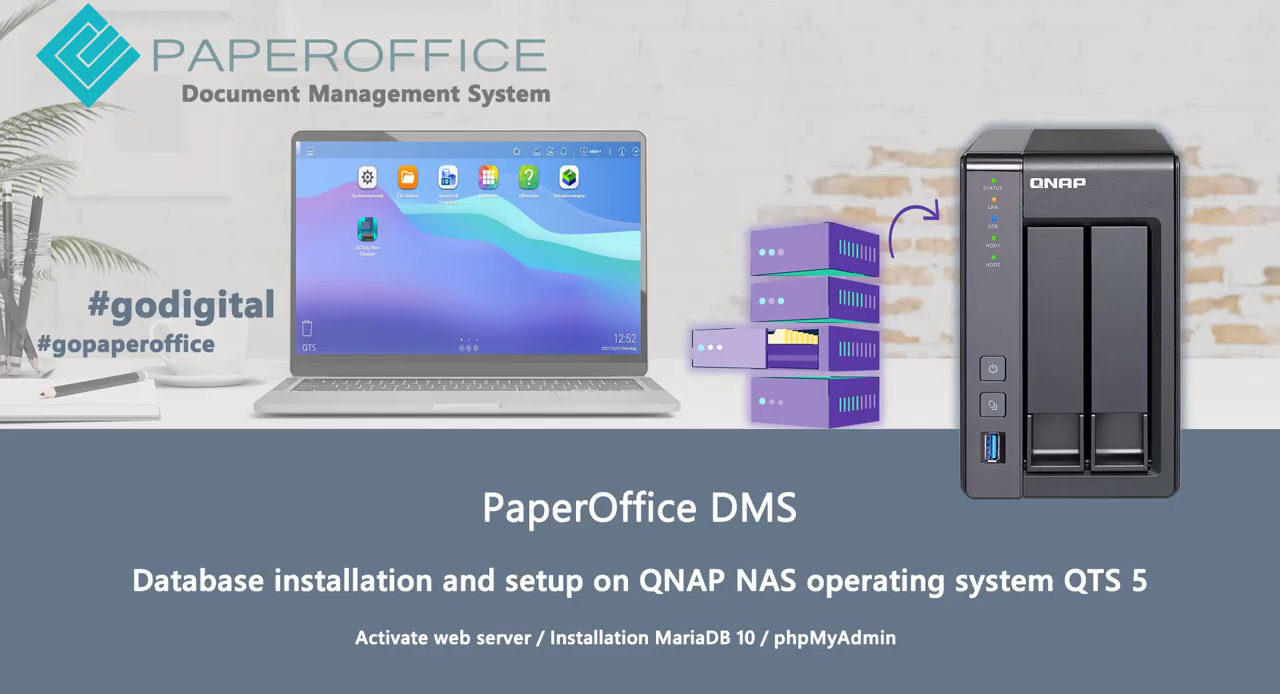 PAPEROFFICE
Document Management System
#godigital
#gopaperoffice
12:52
QTS
QNAP
STATUS
LAN
USB
HDD1
HDD2
PaperOffice DMS
Database installation and setup on QNAP NAS operating system QTS 5
Activate web server / Installation MariaDB 10 / phpMyAdmin